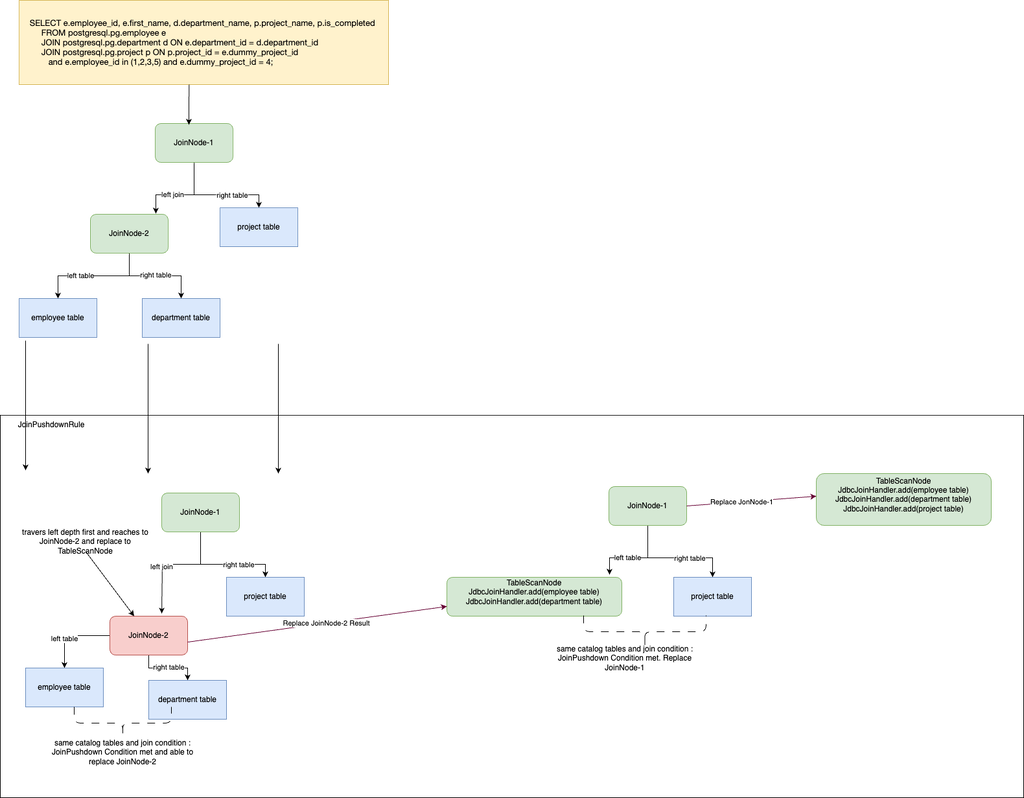 SELECT e.employee_id, e.first_name, d.department_name, p.project_name, p.is_completed
FROM postgresql.pg.employee e
JOIN postgresql.pg.department d ON e.department_id = d.department_id
JOIN postgresql.pg.project p ON p.project_id = e.dummy_project_id
and e.employee_id in (1,2,3,5) and e.dummy_project_id = 4;
JoinNode-1
left join
right table
JoinNode-2
project table
left table
right table
employee table
department table
JoinPushdownRule
JoinNode-1
travers left depth first and reaches to
JoinNode-2 and replace to
TableScanNode
left join
right table
project table
JoinNode-2
Replace JoinNode-2 Result
left table
right table
employee table
department table
same catalog tables and join condition :
JoinPushdown Condition met and able to
replace JoinNode-2
JoinNode-1
Replace JonNode-1
TableScanNode
JdbcJoinHandler.add(employee table)
JdbcJoinHandler.add(department table)
JdbcJoinHandler.add(project table)
left table
right table
TableScanNode
JdbcJoinHandler.add(employee table)
JdbcJoinHandler.add(department table)
project table
same catalog tables and join condition :
JoinPushdown Condition met. Replace
JoinNode-1